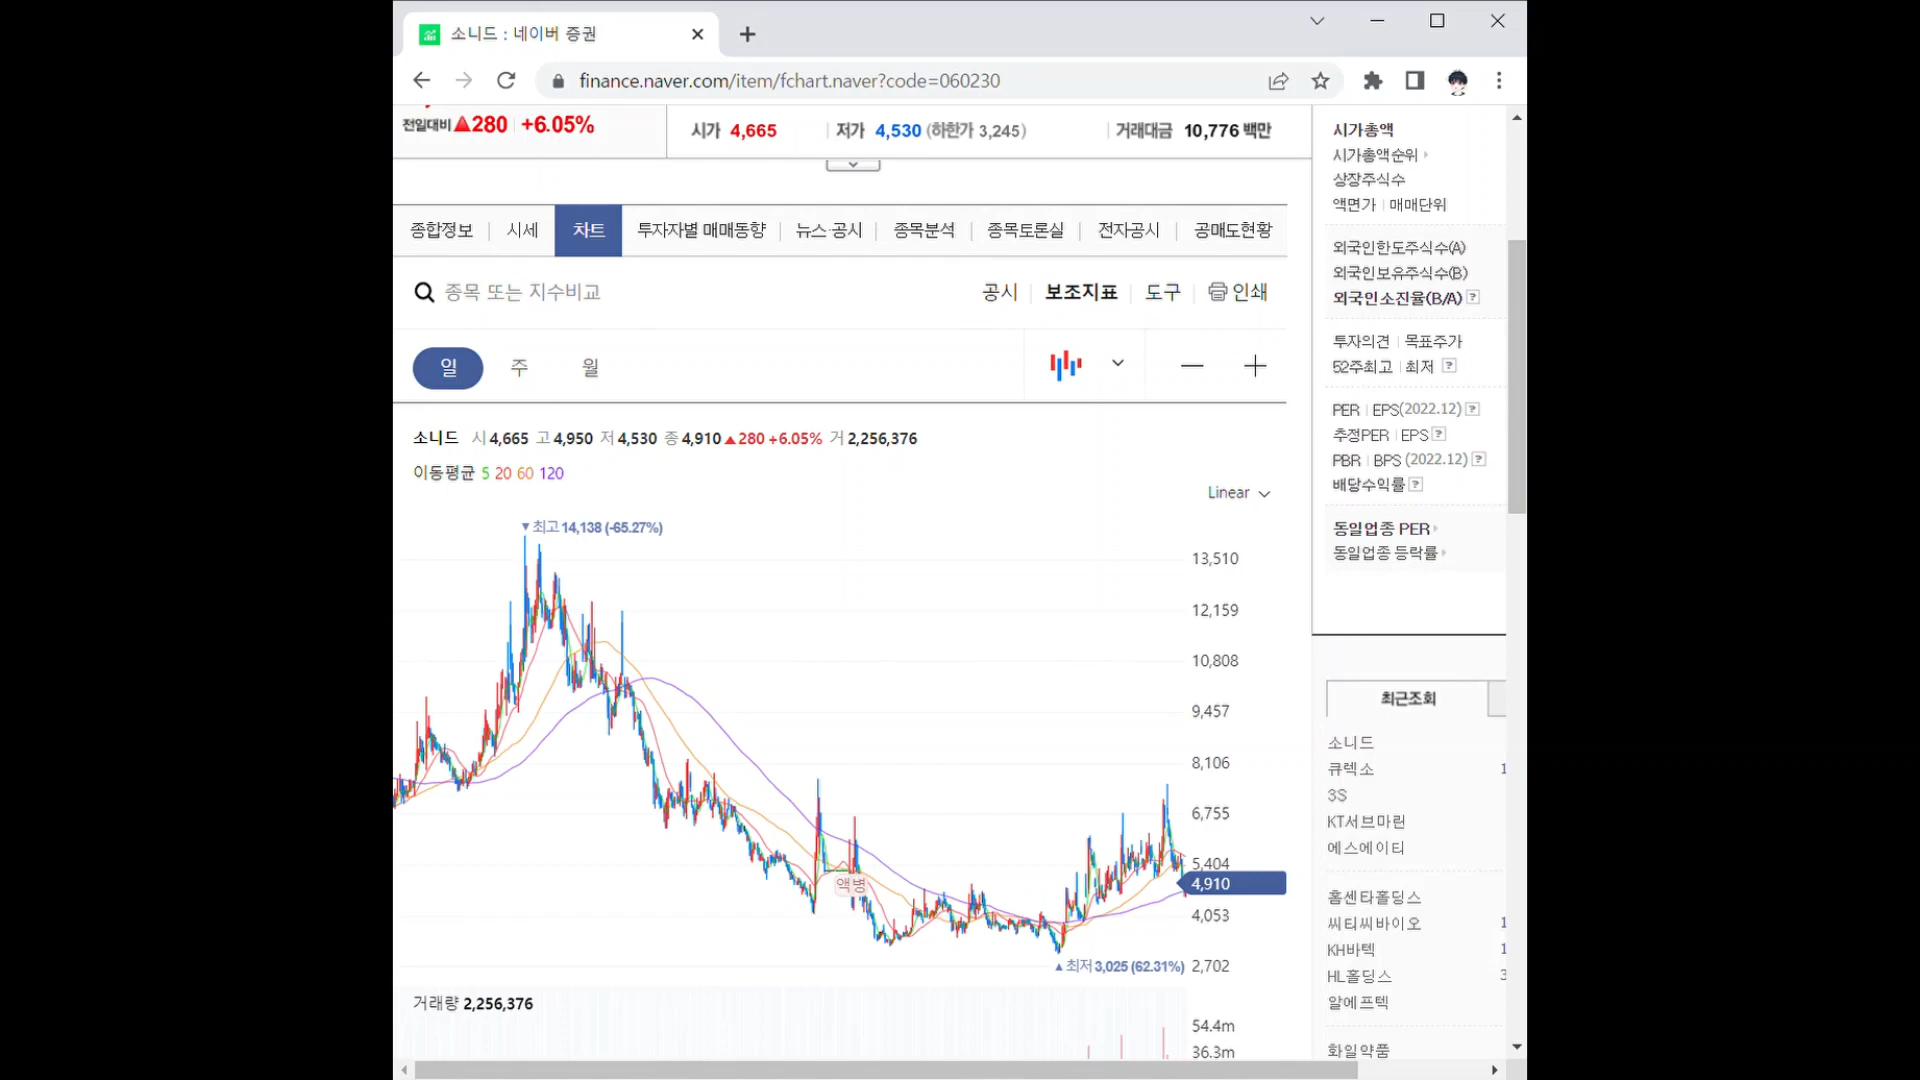 소니드 : 네이버 증권
finance.naver.com/item/fchart.naver?code=060230
전일대비 ▲280 +6.05%
시가 4,665 저가 4,530 (하한가 3,245) 거래대금 10,776 백만
종합정보 시세 차트 투자자별 매매동향 뉴스·공시 종목분석 종목토론실 전자공시 공매도현황
종목 또는 지수비교 공시 보조지표 도구 인쇄
일 주 월
소니드 시 4,665 고 4,950 저 4,530 종 4,910 ▲280 +6.05% 거 2,256,376
이동평균 5 20 60 120
Linear
▼최고 14,138 (-65.27%)
13,510
12,159
10,808
9,457
8,106
6,755
5,404
액병
4,910
4,053
▲최저 3,025 (62.31%)
2,702
거래량 2,256,376
54.4m
36.3m
시가총액
시가총액순위
상장주식수
액면가 매매단위
외국인한도주식수(A)
외국인보유주식수(B)
외국인소진율(B/A) ?
투자의견 목표주가
52주최고 최저 ?
PER EPS(2022.12) ?
추정PER EPS ?
PBR BPS (2022.12) ?
배당수익률 ?
동일업종 PER
동일업종 등락률
최근조회
소니드
큐렉소 1
3S
KT서브마린
에스에이티
홈센타홀딩스
씨티씨바이오 1
KH바텍 1
HL홀딩스 3
알에프텍
화일약품